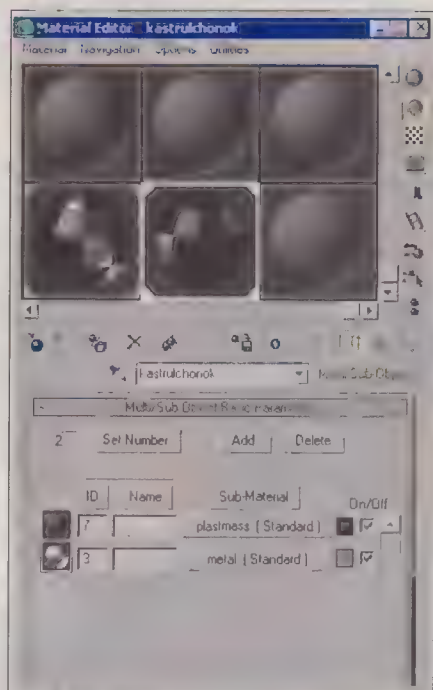 Material Editor - kastrulchonok
Material Navigation Options Utilities
kastrulchonok
Multi/Sub-Object Basic Parameters
2 Set Number Add Delete
ID Name Sub-Material On/Off
7 plastmass (Standard)
3 metal (Standard)